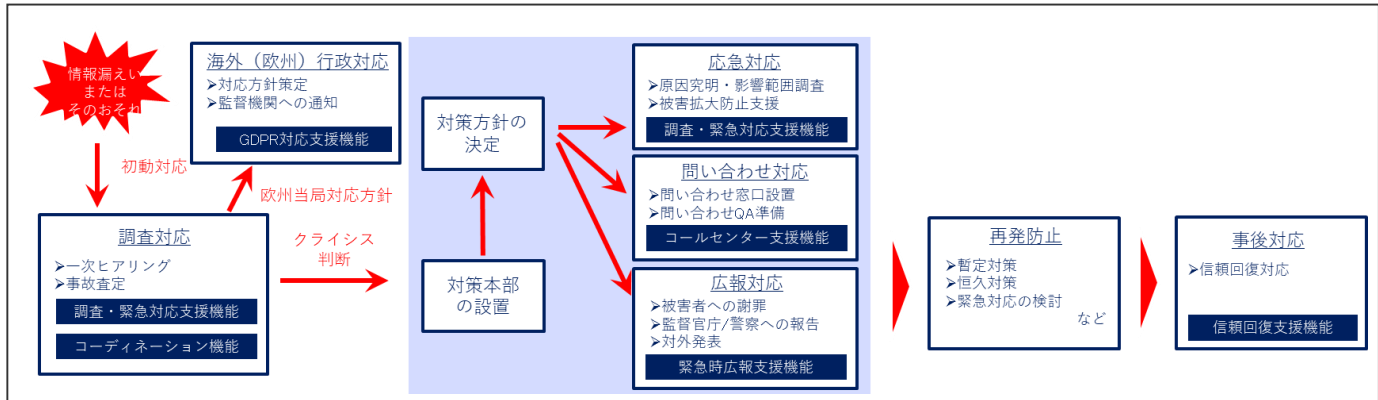 情報漏えい
または
そのおそれ
初動対応
海外（欧州）行政対応
➤対応方針策定
➤監督機関への通知
GDPR対応支援機能
欧州当局対応方針
調査対応
➤一次ヒアリング
➤事故査定
調査・緊急対応支援機能
コーディネーション機能
クライシス
判断
対策方針の
決定
対策本部
の設置
応急対応
➤原因究明・影響範囲調査
➤被害拡大防止支援
調査・緊急対応支援機能
問い合わせ対応
➤問い合わせ窓口設置
➤問い合わせQA準備
コールセンター支援機能
広報対応
➤被害者への謝罪
➤監督官庁/警察への報告
➤対外発表
緊急時広報支援機能
再発防止
➤暫定対策
➤恒久対策
➤緊急対応の検討
など
事後対応
➤信頼回復対応
信頼回復支援機能